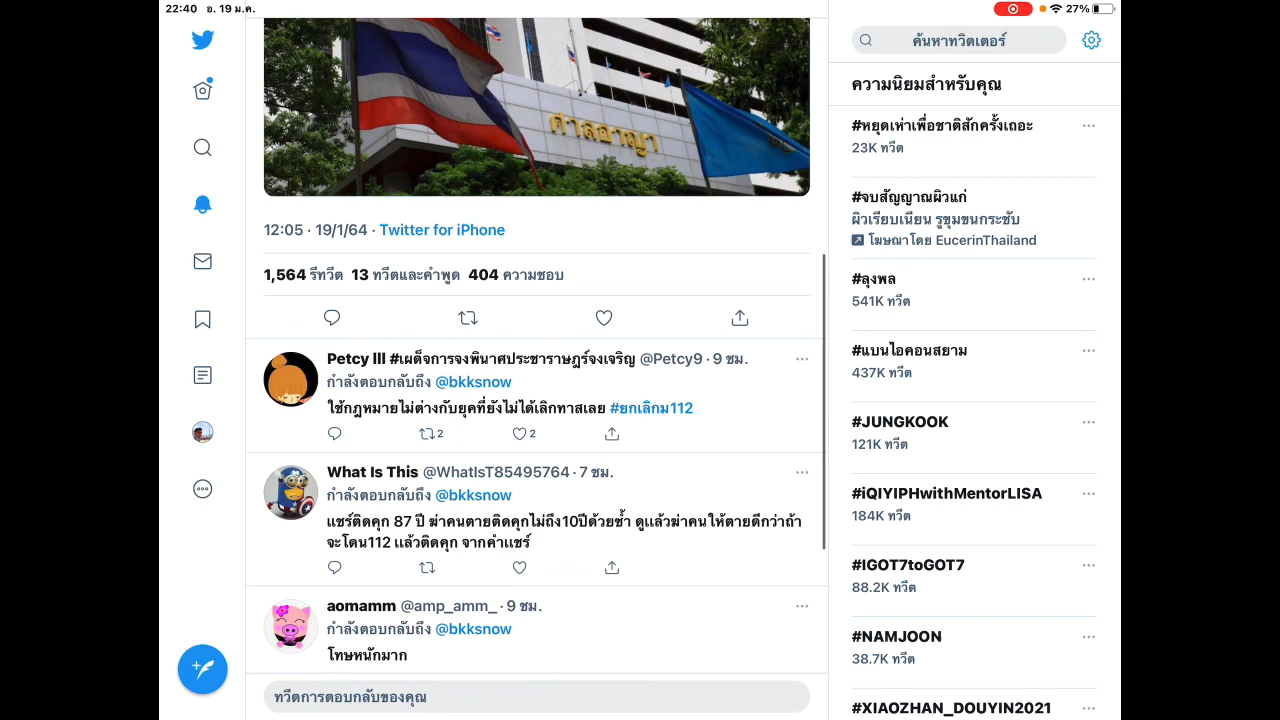 22:40 อ. 19 ม.ค.
27%
ศาลอาญา
12:05 · 19/1/64 · Twitter for iPhone
1,564 รีทวีต 13 ทวีตและคำพูด 404 ความชอบ
Petcy lll #เผด็จการจงพินาศประชาราษฎร์จงเจริญ @Petcy9 · 9 ชม.
กำลังตอบกลับถึง @bkksnow
ใช้กฎหมายไม่ต่างกับยุคที่ยังไม่ได้เลิกทาสเลย #ยกเลิกม112
2 2
What Is This @WhatIsT85495764 · 7 ชม.
กำลังตอบกลับถึง @bkksnow
แชร์ติดคุก 87 ปี ฆ่าคนตายติดคุกไม่ถึง10ปีด้วยซ้ำ ดูแล้วฆ่าคนให้ตายดีกว่าถ้า
จะโดน112 แล้วติดคุก จากคำแชร์
aomamm @amp_amm_ · 9 ชม.
กำลังตอบกลับถึง @bkksnow
โทษหนักมาก
ทวีตการตอบกลับของคุณ
ค้นหาทวิตเตอร์
ความนิยมสำหรับคุณ
#หยุดเห่าเพื่อชาติสักครั้งเถอะ
23K ทวีต
#จบสัญญาณผิวแก่
ผิวเรียบเนียน รูขุมขนกระชับ
โฆษณาโดย EucerinThailand
#ลุงพล
541K ทวีต
#แบนไอคอนสยาม
437K ทวีต
#JUNGKOOK
121K ทวีต
#iQIYIPHwithMentorLISA
184K ทวีต
#IGOT7toGOT7
88.2K ทวีต
#NAMJOON
38.7K ทวีต
#XIAOZHAN_DOUYIN2021